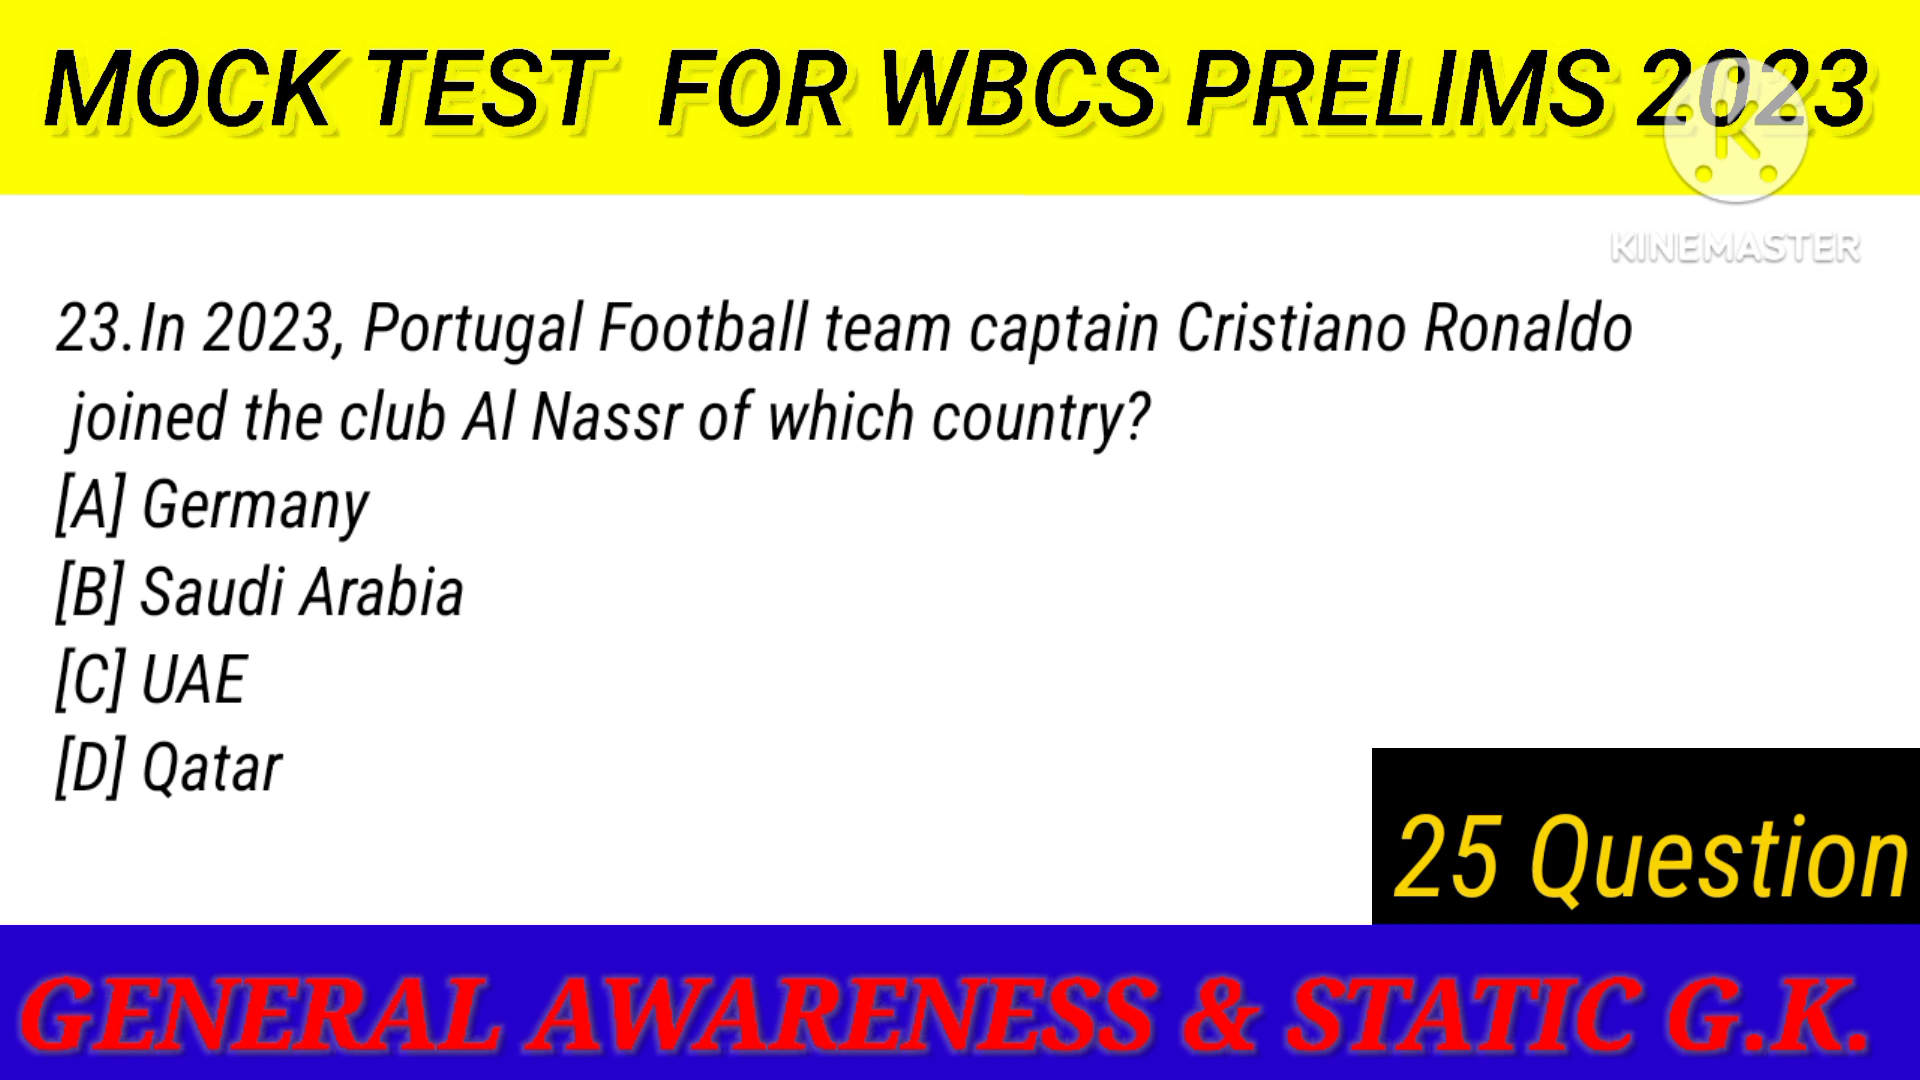 MOCK TEST FOR WBCS PRELIMS 2023
KINEMASTER
23.In 2023, Portugal Football team captain Cristiano Ronaldo
joined the club Al Nassr of which country?
[A] Germany
[B] Saudi Arabia
[C] UAE
[D] Qatar
25 Question
GENERAL AWARENESS & STATIC G.K.